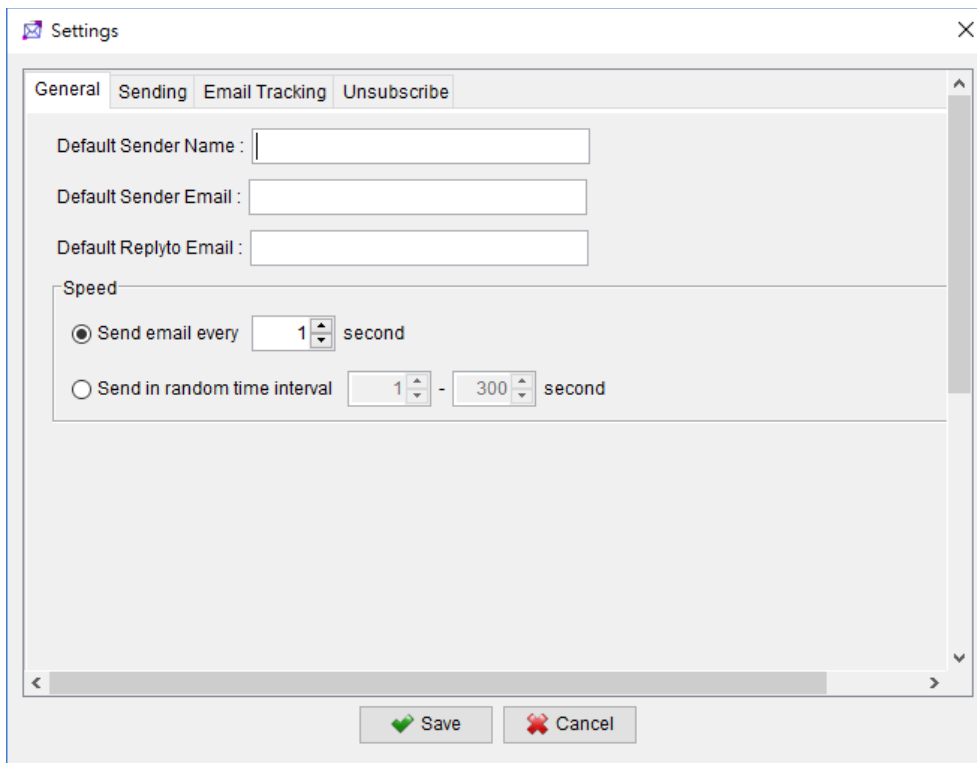 Settings
General Sending Email Tracking Unsubscribe
Default Sender Name :
Default Sender Email :
Default Replyto Email :
Speed
Send email every 1 second
Send in random time interval 1 - 300 second
Save Cancel